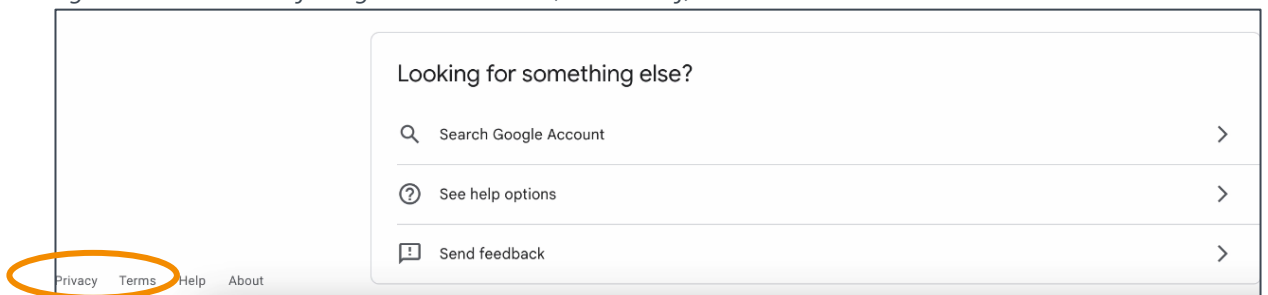 Looking for something else?
Search Google Account
See help options
Send feedback
Privacy Terms Help About